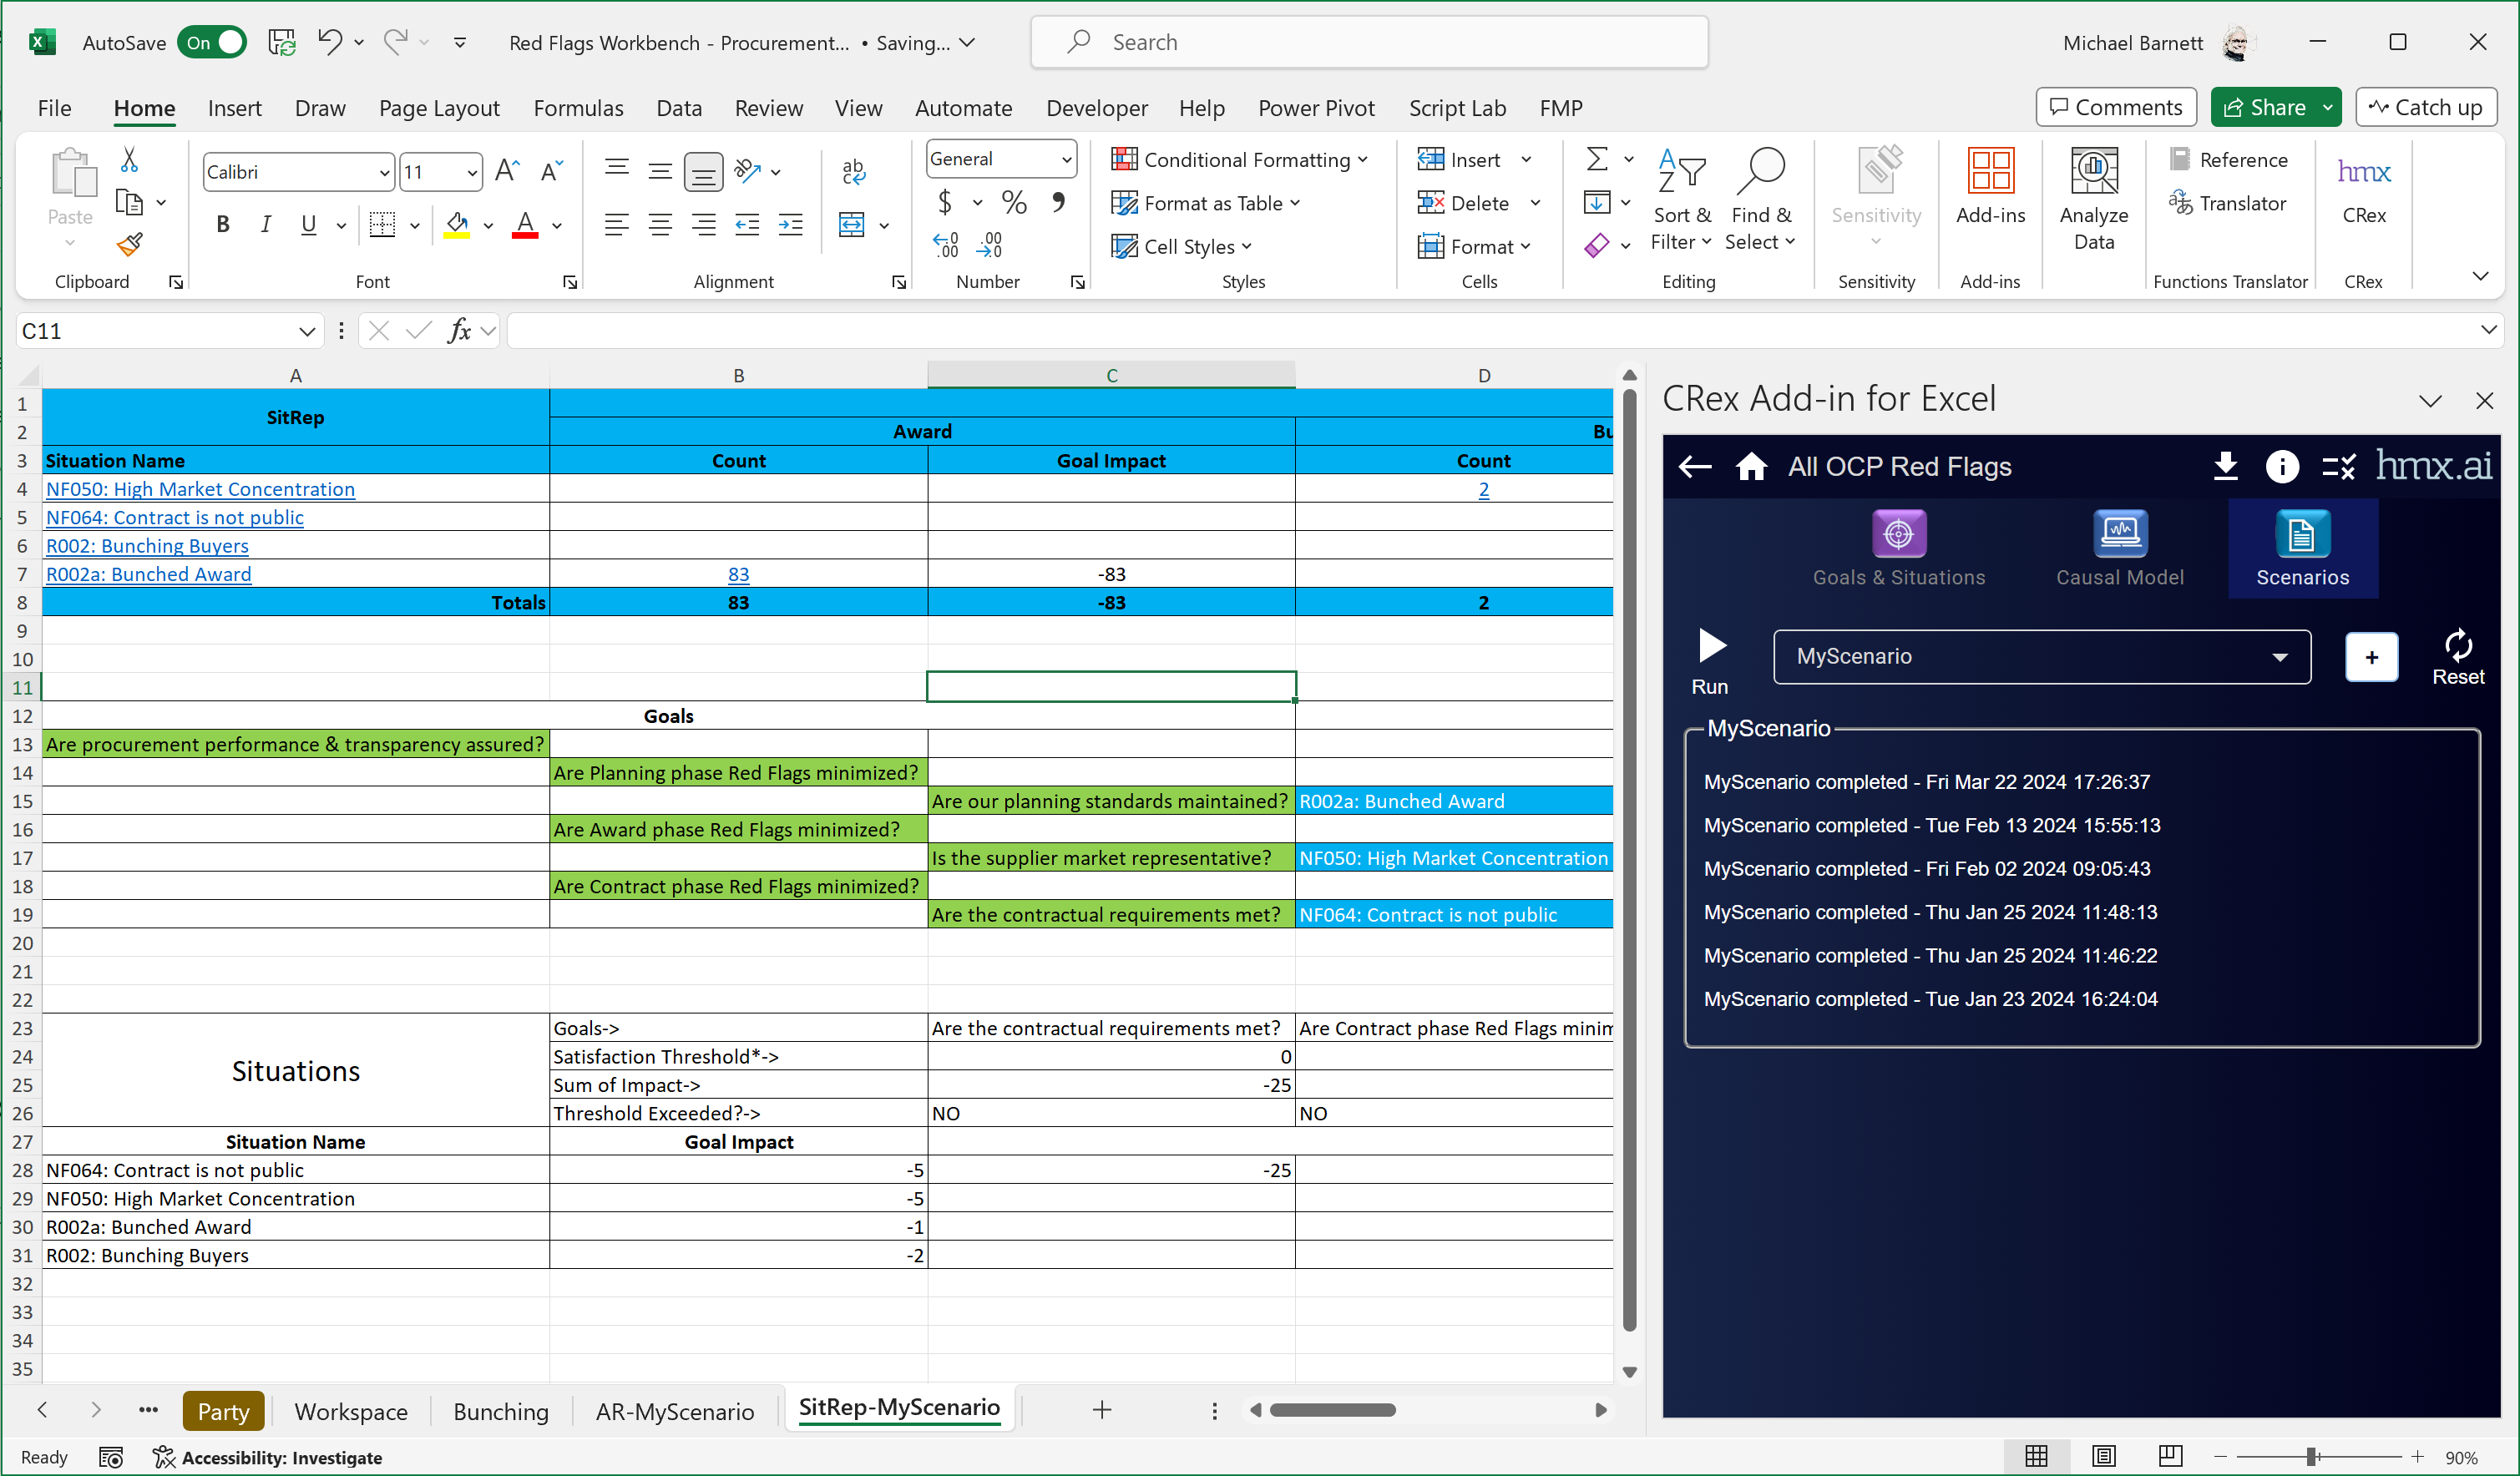 AutoSave On Red Flags Workbench - Procurement... • Saving... Search Michael Barnett
File Home Insert Draw Page Layout Formulas Data Review View Automate Developer Help Power Pivot Script Lab FMP Comments Share Catch up
Paste
Clipboard
Calibri 11 A A
B I U A
Font
ab
Alignment
General
$ %
Number
Conditional Formatting
Format as Table
Cell Styles
Styles
Insert
Delete
Format
Cells
Sort & Filter
Find & Select
Editing
Sensitivity
Sensitivity
Add-ins
Add-ins
Analyze Data
Reference
Translator
Functions Translator
hmx
CRex
CRex
C11 fx
A B C D
1 SitRep
2 Award Bu
3 Situation Name Count Goal Impact Count
4 NF050: High Market Concentration 2
5 NF064: Contract is not public
6 R002: Bunching Buyers
7 R002a: Bunched Award 83 -83
8 Totals 83 -83 2
9
10
11
12 Goals
13 Are procurement performance & transparency assured?
14 Are Planning phase Red Flags minimized?
15 Are our planning standards maintained? R002a: Bunched Award
16 Are Award phase Red Flags minimized?
17 Is the supplier market representative? NF050: High Market Concentration
18 Are Contract phase Red Flags minimized?
19 Are the contractual requirements met? NF064: Contract is not public
20
21
22
23 Goals-> Are the contractual requirements met? Are Contract phase Red Flags minim
24 Situations Satisfaction Threshold*-> 0
25 Sum of Impact-> -25
26 Threshold Exceeded?-> NO NO
27 Situation Name Goal Impact
28 NF064: Contract is not public -5 -25
29 NF050: High Market Concentration -5
30 R002a: Bunched Award -1
31 R002: Bunching Buyers -2
32
33
34
35
CRex Add-in for Excel
All OCP Red Flags hmx.ai
Goals & Situations Causal Model Scenarios
Run MyScenario + Reset
MyScenario
MyScenario completed - Fri Mar 22 2024 17:26:37
MyScenario completed - Tue Feb 13 2024 15:55:13
MyScenario completed - Fri Feb 02 2024 09:05:43
MyScenario completed - Thu Jan 25 2024 11:48:13
MyScenario completed - Thu Jan 25 2024 11:46:22
MyScenario completed - Tue Jan 23 2024 16:24:04
Party Workspace Bunching AR-MyScenario SitRep-MyScenario
Ready Accessibility: Investigate 90%